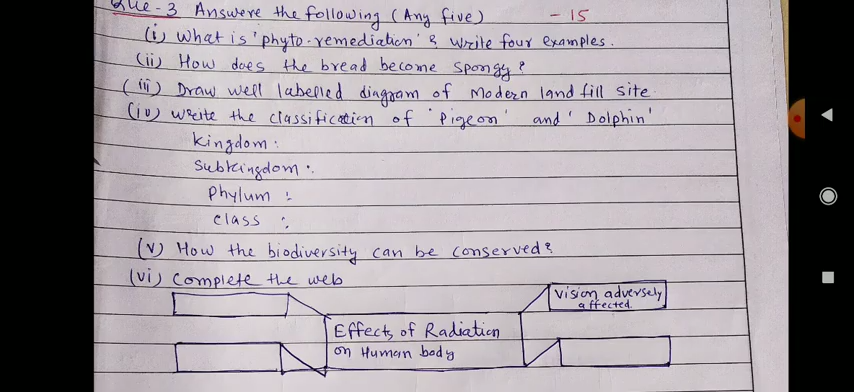 Que-3 Answere the following (Any five) - 15
(i) What is 'phyto-remediation' & write four examples.
(ii) How does the bread become spongy?
(iii) Draw well labelled diagram of Modern land fill site
(iv) write the classification of 'Pigeon' and 'Dolphin'
kingdom:
Subkingdom:
Phylum:
class:
(v) How the biodiversity can be conserved?
(vi) complete the web
vision adversely
affected.
Effects of Radiation
on Human body